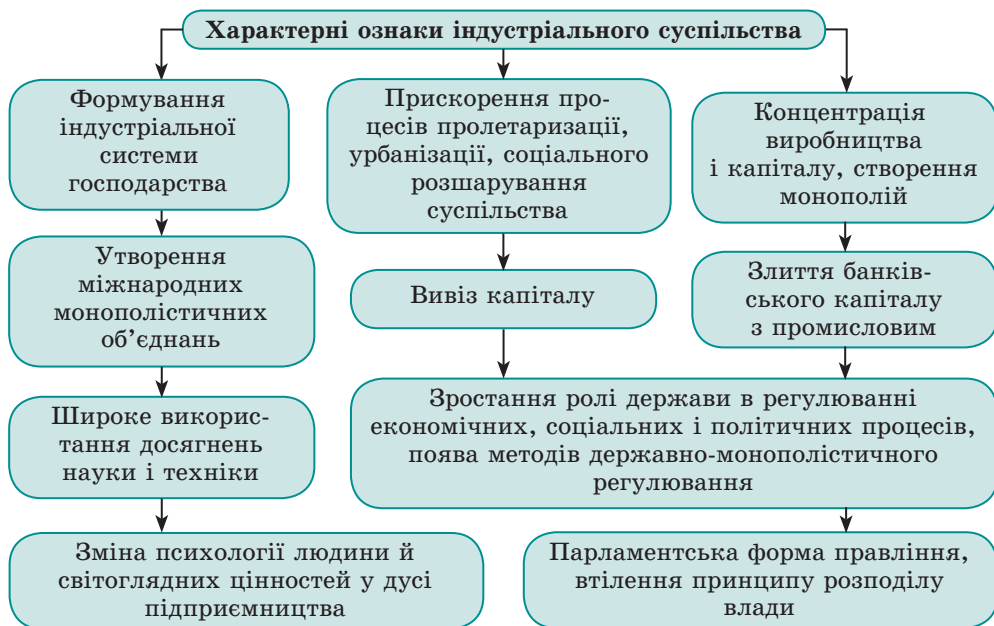 Характерні ознаки індустріального суспільства
Формування
індустріальної
системи
господарства
Прискорення про-
цесів пролетаризації,
урбанізації, соціального
розшарування
суспільства
Концентрація
виробництва
і капіталу, створення
монополій
Утворення
міжнародних
монополістичних
об’єднань
Вивіз капіталу
Злиття банків-
ського капіталу
з промисловим
Широке викорис-
тання досягнень
науки і техніки
Зростання ролі держави в регулюванні
економічних, соціальних і політичних процесів,
поява методів державно-монополістичного
регулювання
Зміна психології людини й
світоглядних цінностей у дусі
підприємництва
Парламентська форма правління,
втілення принципу розподілу
влади